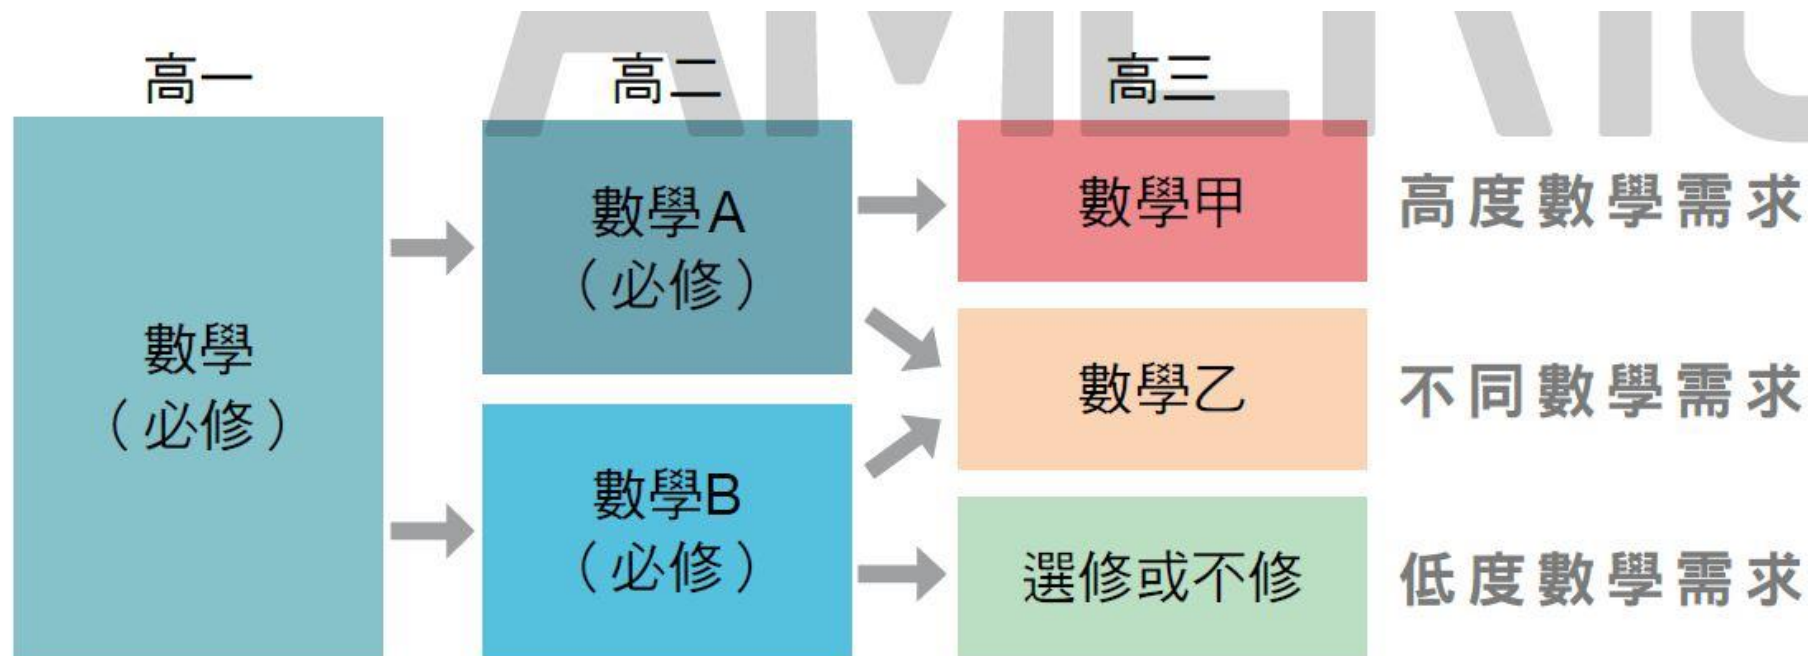 AMERIC
高一
高二
高三
數學
（必修）
數學A
（必修）
數學B
（必修）
數學甲
數學乙
選修或不修
高度數學需求
不同數學需求
低度數學需求